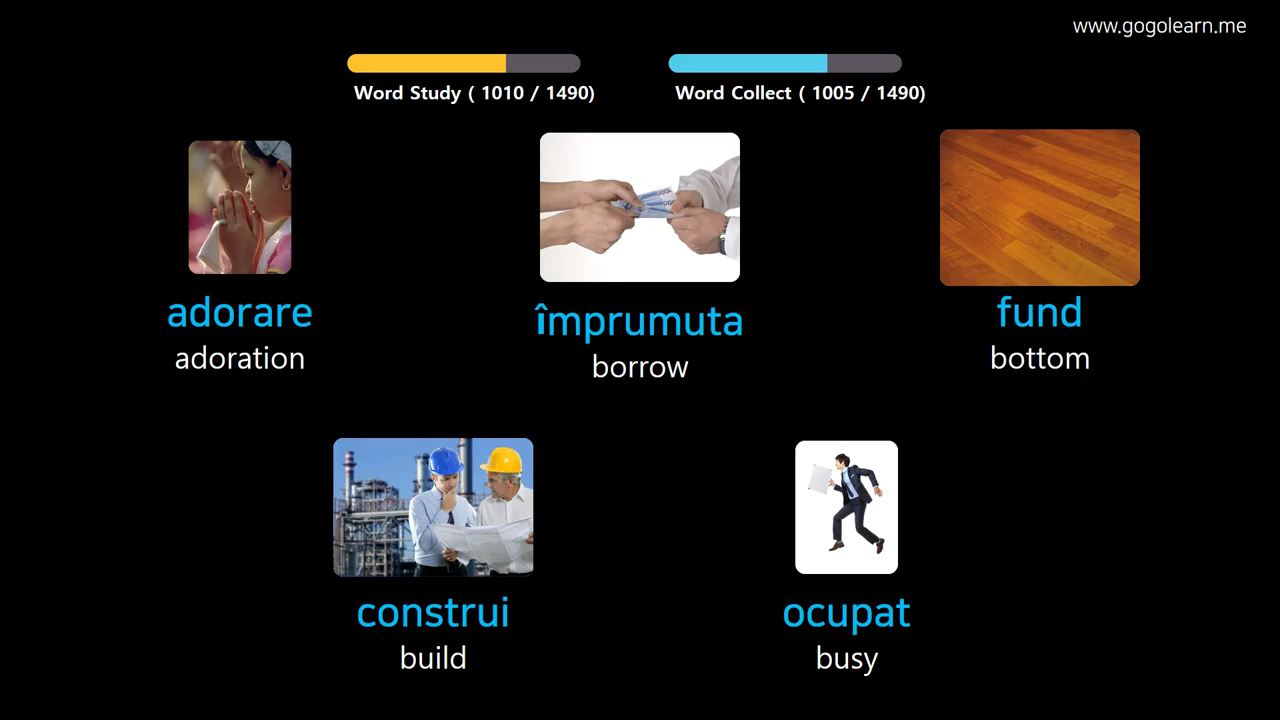 www.gogolearn.me
Word Study ( 1010 / 1490)
Word Collect ( 1005 / 1490)
adorare
adoration
împrumuta
borrow
fund
bottom
construi
build
ocupat
busy